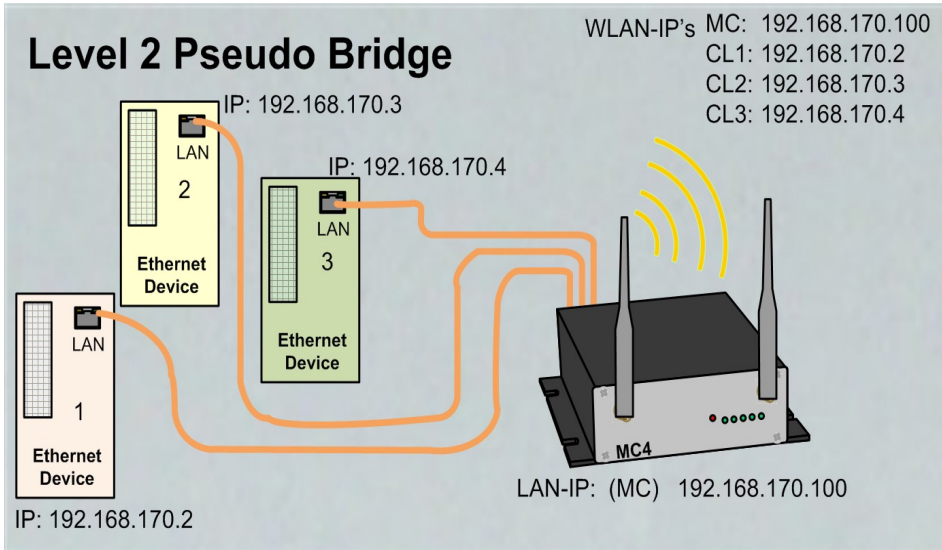 Level 2 Pseudo Bridge
WLAN-IP's MC: 192.168.170.100
CL1: 192.168.170.2
CL2: 192.168.170.3
CL3: 192.168.170.4
IP: 192.168.170.3
LAN
2
Ethernet
Device
IP: 192.168.170.4
LAN
3
Ethernet
Device
LAN
1
Ethernet
Device
IP: 192.168.170.2
MC4
LAN-IP: (MC) 192.168.170.100